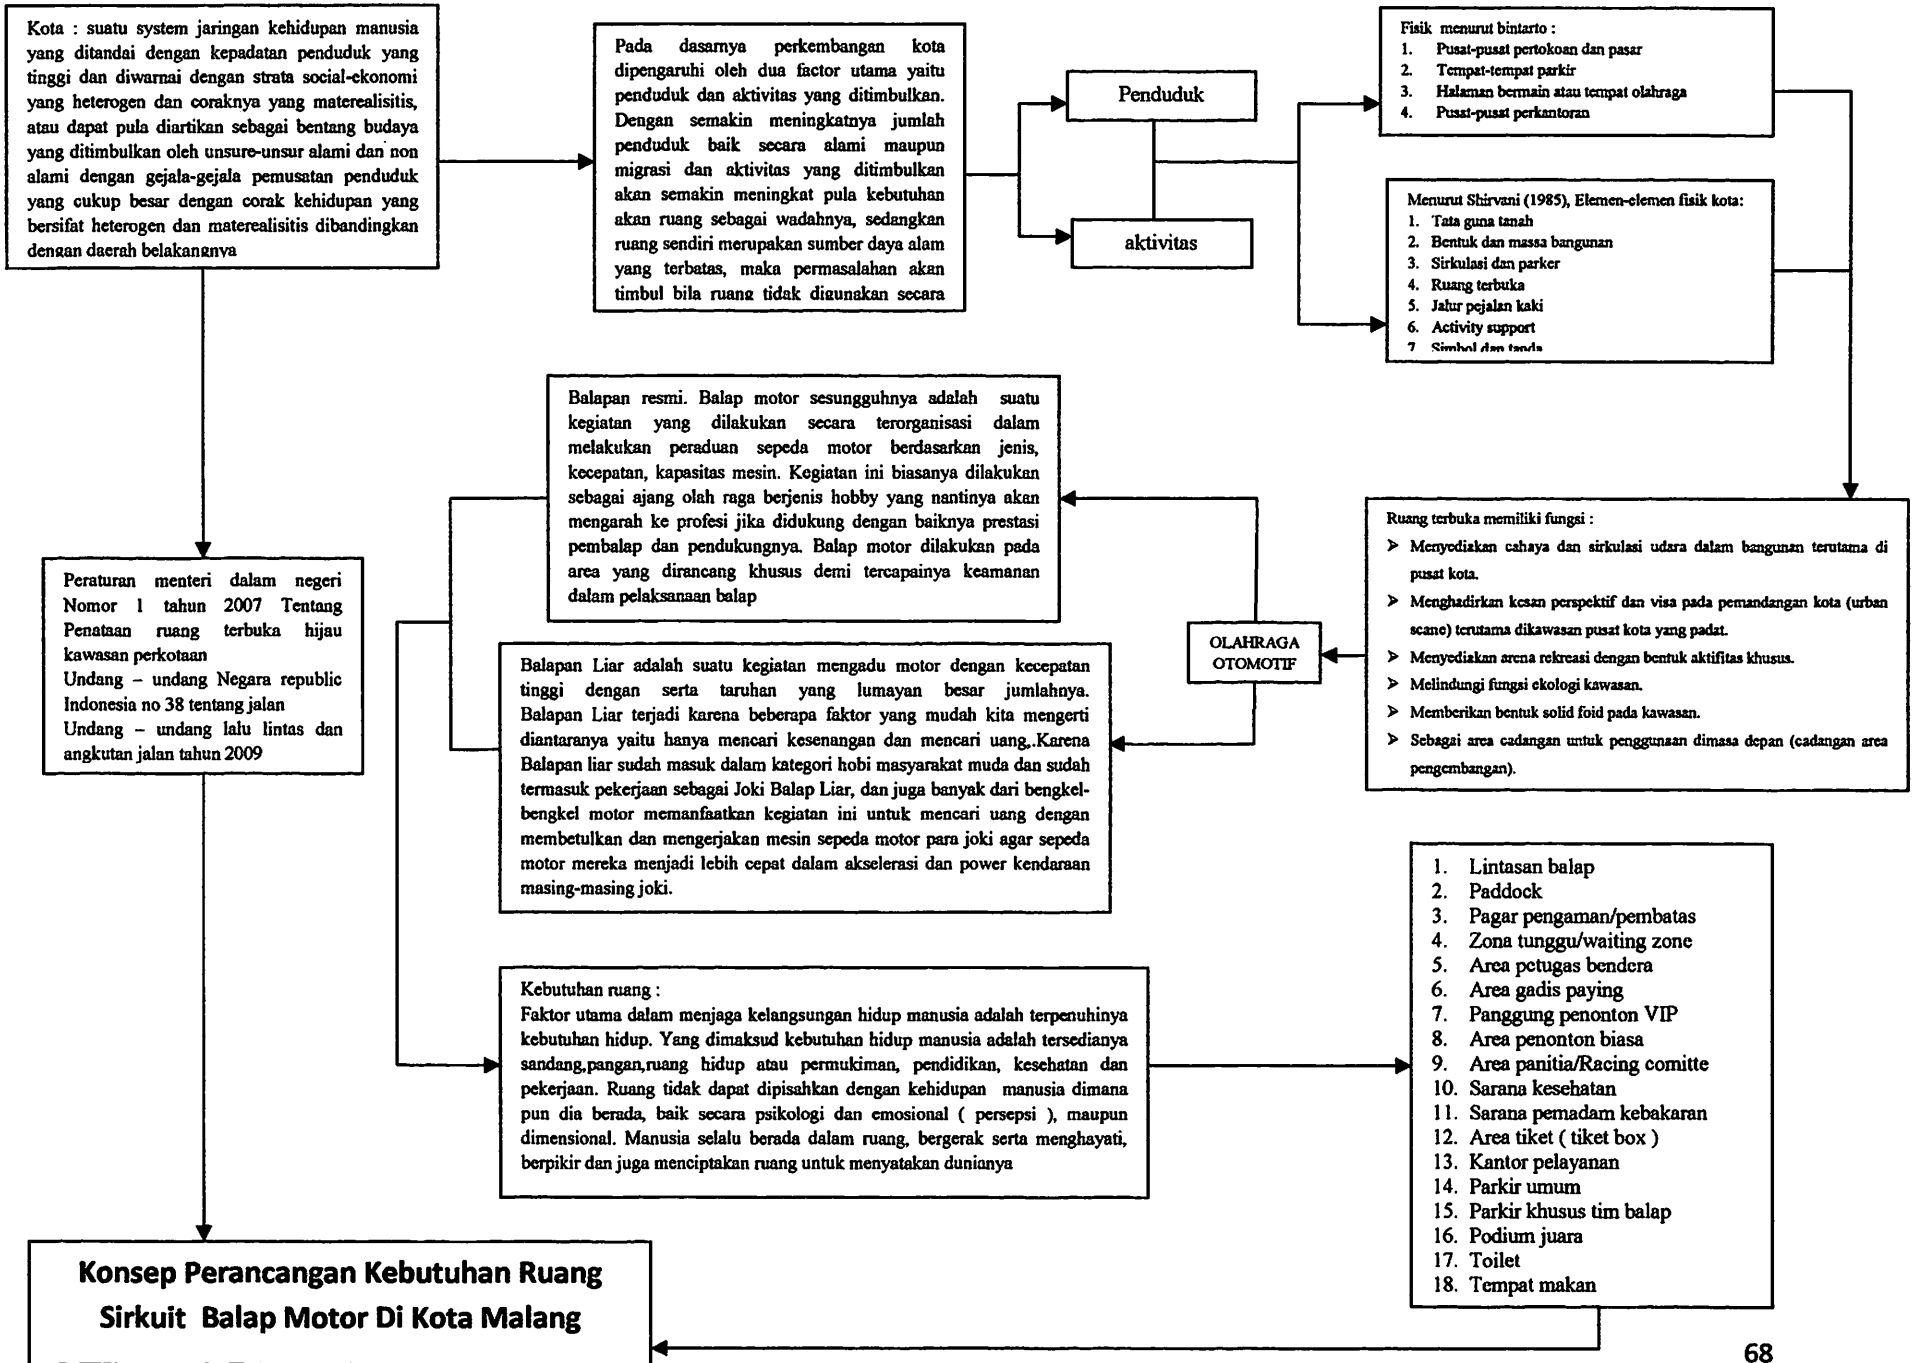 Kota : suatu system jaringan kehidupan manusia
yang ditandai dengan kepadatan penduduk yang
tinggi dan diwarnai dengan strata social-ekonomi
yang heterogen dan coraknya yang materealisitis,
atau dapat pula diartikan sebagai bentang budaya
yang ditimbulkan oleh unsure-unsur alami dan non
alami dengan gejala-gejala pemusatan penduduk
yang cukup besar dengan corak kehidupan yang
bersifat heterogen dan materealisitis dibandingkan
dengan daerah belakangnya
Pada dasarnya perkembangan kota
dipengaruhi oleh dua factor utama yaitu
penduduk dan aktivitas yang ditimbulkan.
Dengan semakin meningkatnya jumlah
penduduk baik secara alami maupun
migrasi dan aktivitas yang ditimbulkan
akan semakin meningkat pula kebutuhan
akan ruang sebagai wadahnya, sedangkan
ruang sendiri merupakan sumber daya alam
yang terbatas, maka permasalahan akan
timbul bila ruang tidak digunakan secara
Penduduk
aktivitas
Fisik menurut bintarto :
1. Pusat-pusat pertokoan dan pasar
2. Tempat-tempat parkir
3. Halaman bermain atau tempat olahraga
4. Pusat-pusat perkantoran
Menurut Shirvani (1985), Elemen-elemen fisik kota:
1. Tata guna tanah
2. Bentuk dan massa bangunan
3. Sirkulasi dan parker
4. Ruang terbuka
5. Jalur pejalan kaki
6. Activity support
7. Simbol dan tanda
Ruang terbuka memiliki fungsi :
➢ Menyediakan cahaya dan sirkulasi udara dalam bangunan terutama di
pusat kota.
➢ Menghadirkan kesan perspektif dan visa pada pemandangan kota (urban
scane) terutama dikawasan pusat kota yang padat.
➢ Menyediakan arena rekreasi dengan bentuk aktifitas khusus.
➢ Melindungi fungsi ekologi kawasan.
➢ Memberikan bentuk solid foid pada kawasan.
➢ Sebagai area cadangan untuk penggunaan dimasa depan (cadangan area
pengembangan).
OLAHRAGA
OTOMOTIF
Balapan resmi. Balap motor sesungguhnya adalah suatu
kegiatan yang dilakukan secara terorganisasi dalam
melakukan peraduan sepeda motor berdasarkan jenis,
kecepatan, kapasitas mesin. Kegiatan ini biasanya dilakukan
sebagai ajang olah raga berjenis hobby yang nantinya akan
mengarah ke profesi jika didukung dengan baiknya prestasi
pembalap dan pendukungnya. Balap motor dilakukan pada
area yang dirancang khusus demi tercapainya keamanan
dalam pelaksanaan balap
Balapan Liar adalah suatu kegiatan mengadu motor dengan kecepatan
tinggi dengan serta taruhan yang lumayan besar jumlahnya.
Balapan Liar terjadi karena beberapa faktor yang mudah kita mengerti
diantaranya yaitu hanya mencari kesenangan dan mencari uang,.Karena
Balapan liar sudah masuk dalam kategori hobi masyarakat muda dan sudah
termasuk pekerjaan sebagai Joki Balap Liar, dan juga banyak dari bengkel-
bengkel motor memanfaatkan kegiatan ini untuk mencari uang dengan
membetulkan dan mengerjakan mesin sepeda motor para joki agar sepeda
motor mereka menjadi lebih cepat dalam akselerasi dan power kendaraan
masing-masing joki.
Peraturan menteri dalam negeri
Nomor 1 tahun 2007 Tentang
Penataan ruang terbuka hijau
kawasan perkotaan
Undang – undang Negara republic
Indonesia no 38 tentang jalan
Undang – undang lalu lintas dan
angkutan jalan tahun 2009
Kebutuhan ruang :
Faktor utama dalam menjaga kelangsungan hidup manusia adalah terpenuhinya
kebutuhan hidup. Yang dimaksud kebutuhan hidup manusia adalah tersedianya
sandang,pangan,ruang hidup atau permukiman, pendidikan, kesehatan dan
pekerjaan. Ruang tidak dapat dipisahkan dengan kehidupan manusia dimana
pun dia berada, baik secara psikologi dan emosional ( persepsi ), maupun
dimensional. Manusia selalu berada dalam ruang, bergerak serta menghayati,
berpikir dan juga menciptakan ruang untuk menyatakan dunianya
1. Lintasan balap
2. Paddock
3. Pagar pengaman/pembatas
4. Zona tunggu/waiting zone
5. Area petugas bendera
6. Area gadis paying
7. Panggung penonton VIP
8. Area penonton biasa
9. Area panitia/Racing comitte
10. Sarana kesehatan
11. Sarana pemadam kebakaran
12. Area tiket ( tiket box )
13. Kantor pelayanan
14. Parkir umum
15. Parkir khusus tim balap
16. Podium juara
17. Toilet
18. Tempat makan
Konsep Perancangan Kebutuhan Ruang
Sirkuit Balap Motor Di Kota Malang
68